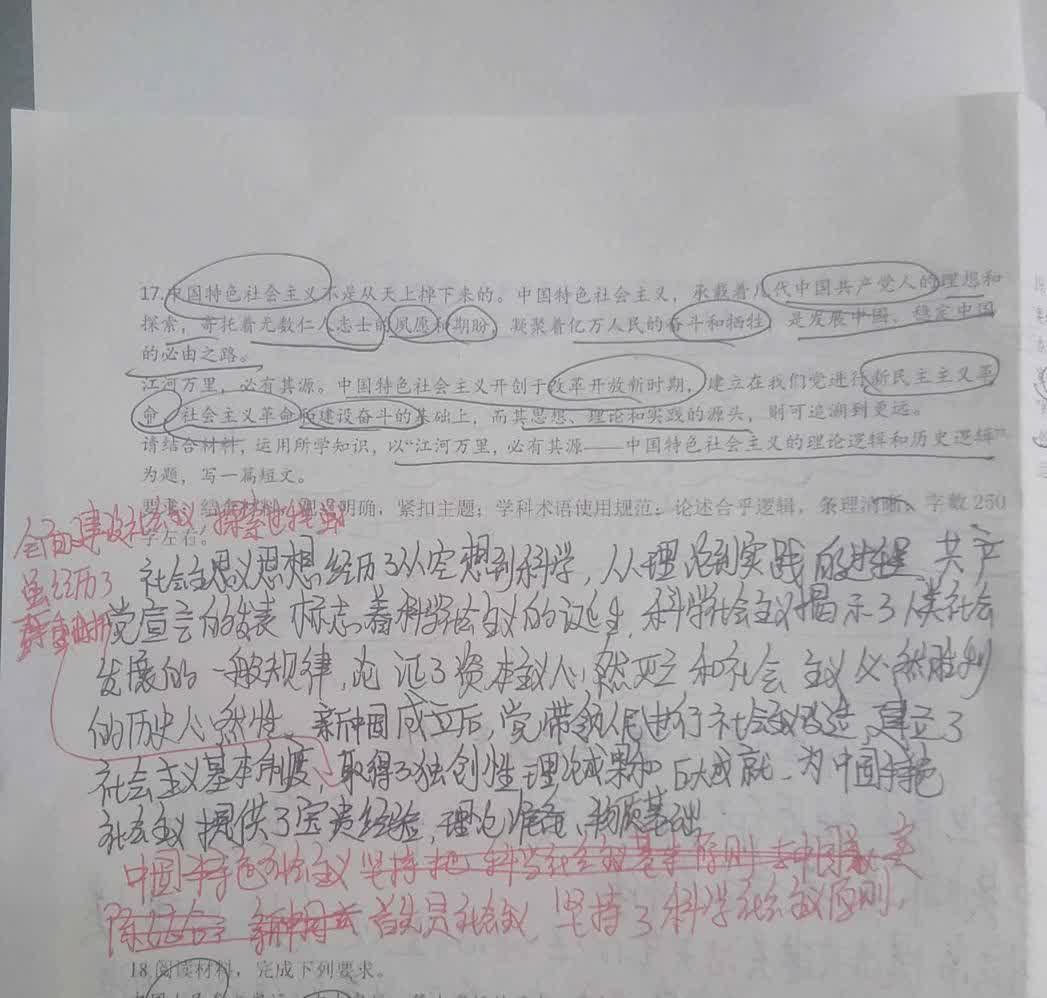 17.中国特色社会主义不是从天上掉下来的。中国特色社会主义，承载着几代中国共产党人的理想和
探索，寄托着无数仁人志士的夙愿和期盼，凝聚着亿万人民的奋斗和牺牲，是发展中国、稳定中国
的必由之路。
江河万里，必有其源。中国特色社会主义开创于改革开放新时期，建立在我们党进行新民主主义革
命、社会主义革命和建设奋斗的基础上，而其思想、理论和实践的源头，则可追溯到更远。
请结合材料，运用所学知识，以“江河万里，必有其源——中国特色社会主义的理论逻辑和历史逻辑”
为题，写一篇短文。
要求：结合材料，明确，紧扣主题；学科术语使用规范；论述合乎逻辑，条理清晰。字数250
字左右。
全面建设社会主义 探索
虽经历了
曲折
社会主义思想经历了从空想到科学，从理论到实践的过程，共产
党宣言的发表标志着科学社会主义的诞生，科学社会主义揭示了人类社会
发展的一般规律，论证了资本主义必然灭亡和社会主义必然胜利
的历史必然性。新中国成立后，党带领人民进行社会主义改造，建立了
社会主义基本制度，取得了独创性理论成果和巨大成就，为中国特色
社会主义提供了宝贵经验，理论准备，物质基础
中国特色社会主义坚持把科学社会主义基本原则 与中国 实
际结合 新中国 首先是社会主义，坚持了科学社会主义原则，
18.阅读材料，完成下列要求。